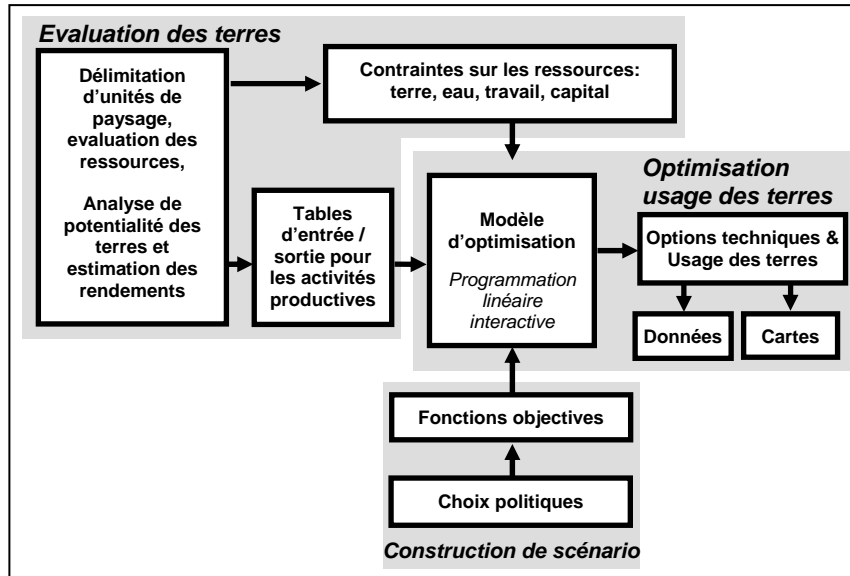 Evaluation des terres
Délimitation
d'unités de
paysage,
evaluation des
ressources,
Analyse de
potentialité des
terres et
estimation des
rendements
Contraintes sur les ressources:
terre, eau, travail, capital
Tables
d'entrée /
sortie pour
les activités
productives
Modèle
d'optimisation
Programmation
linéaire
interactive
Optimisation
usage des terres
Options techniques &
Usage des terres
Données
Cartes
Fonctions objectives
Choix politiques
Construction de scénario